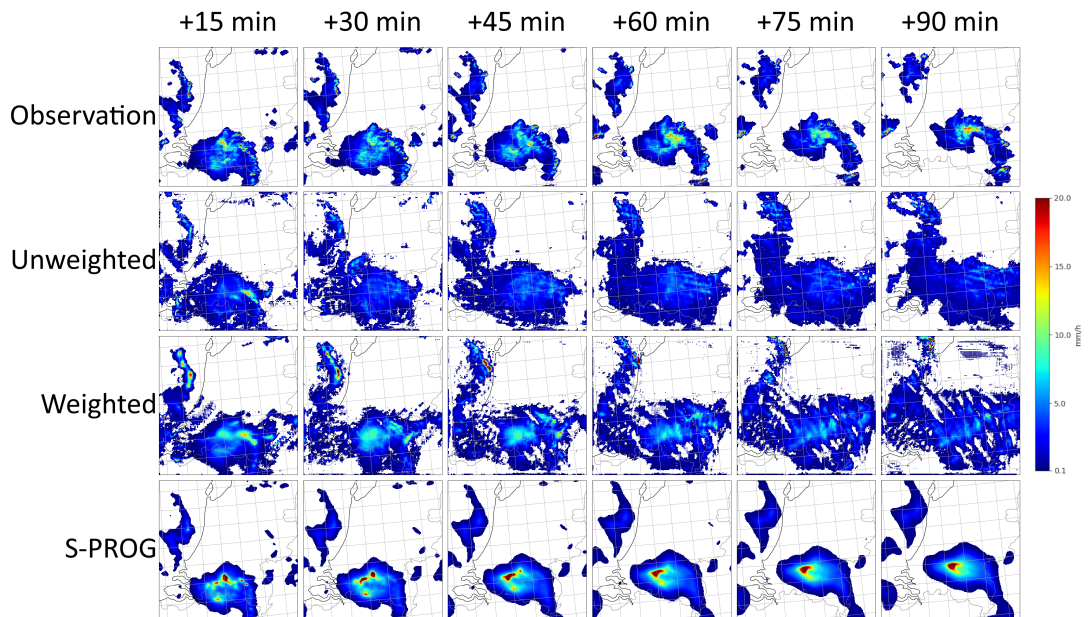 +15 min +30 min +45 min +60 min +75 min +90 min
Observation
Unweighted
Weighted
S-PROG
20.0
15.0
10.0
5.0
0.1
mm/h